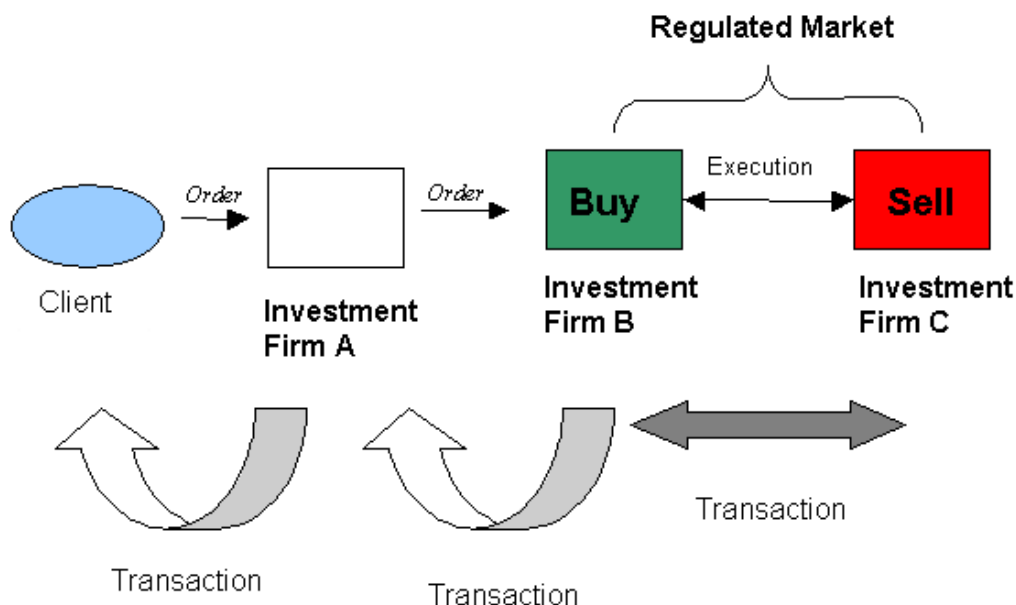 Regulated Market
Order
Order
Buy
Execution
Sell
Client
Investment
Firm A
Investment
Firm B
Investment
Firm C
Transaction
Transaction
Transaction